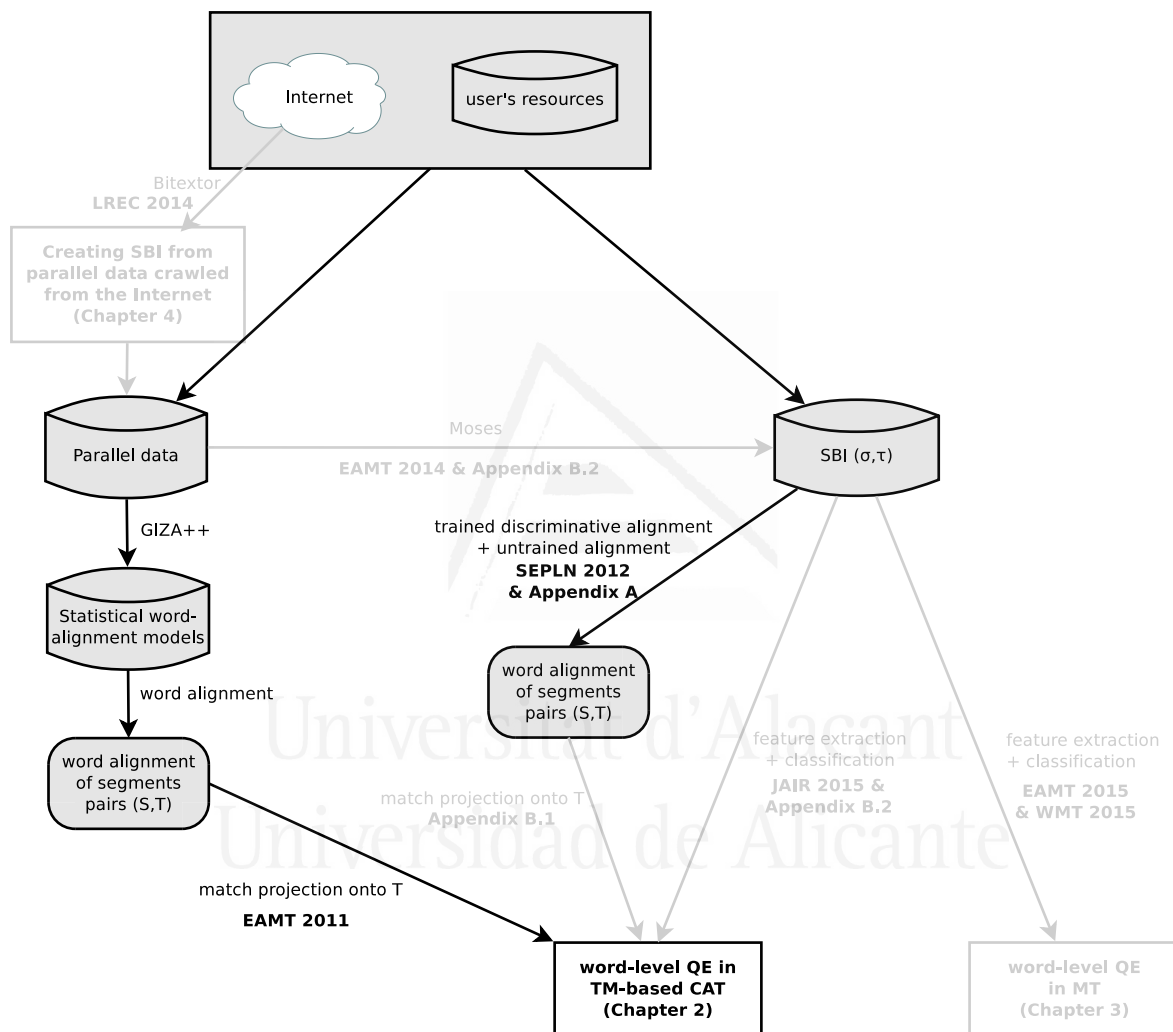 Internet
user's resources
Bitextor
LREC 2014
Creating SBI from
parallel data crawled
from the Internet
(Chapter 4)
Parallel data
Moses
EAMT 2014 & Appendix B.2
SBI (σ,τ)
GIZA++
trained discriminative alignment
+ untrained alignment
SEPLN 2012
& Appendix A
Statistical word-
alignment models
word alignment
word alignment
of segments
pairs (S,T)
word alignment
of segments
pairs (S,T)
Universitat d'Alacant
Universidad de Alicante
feature extraction
+ classification
JAIR 2015 &
Appendix B.2
feature extraction
+ classification
EAMT 2015
& WMT 2015
match projection onto T
Appendix B.1
match projection onto T
EAMT 2011
word-level QE in
TM-based CAT
(Chapter 2)
word-level QE
in MT
(Chapter 3)